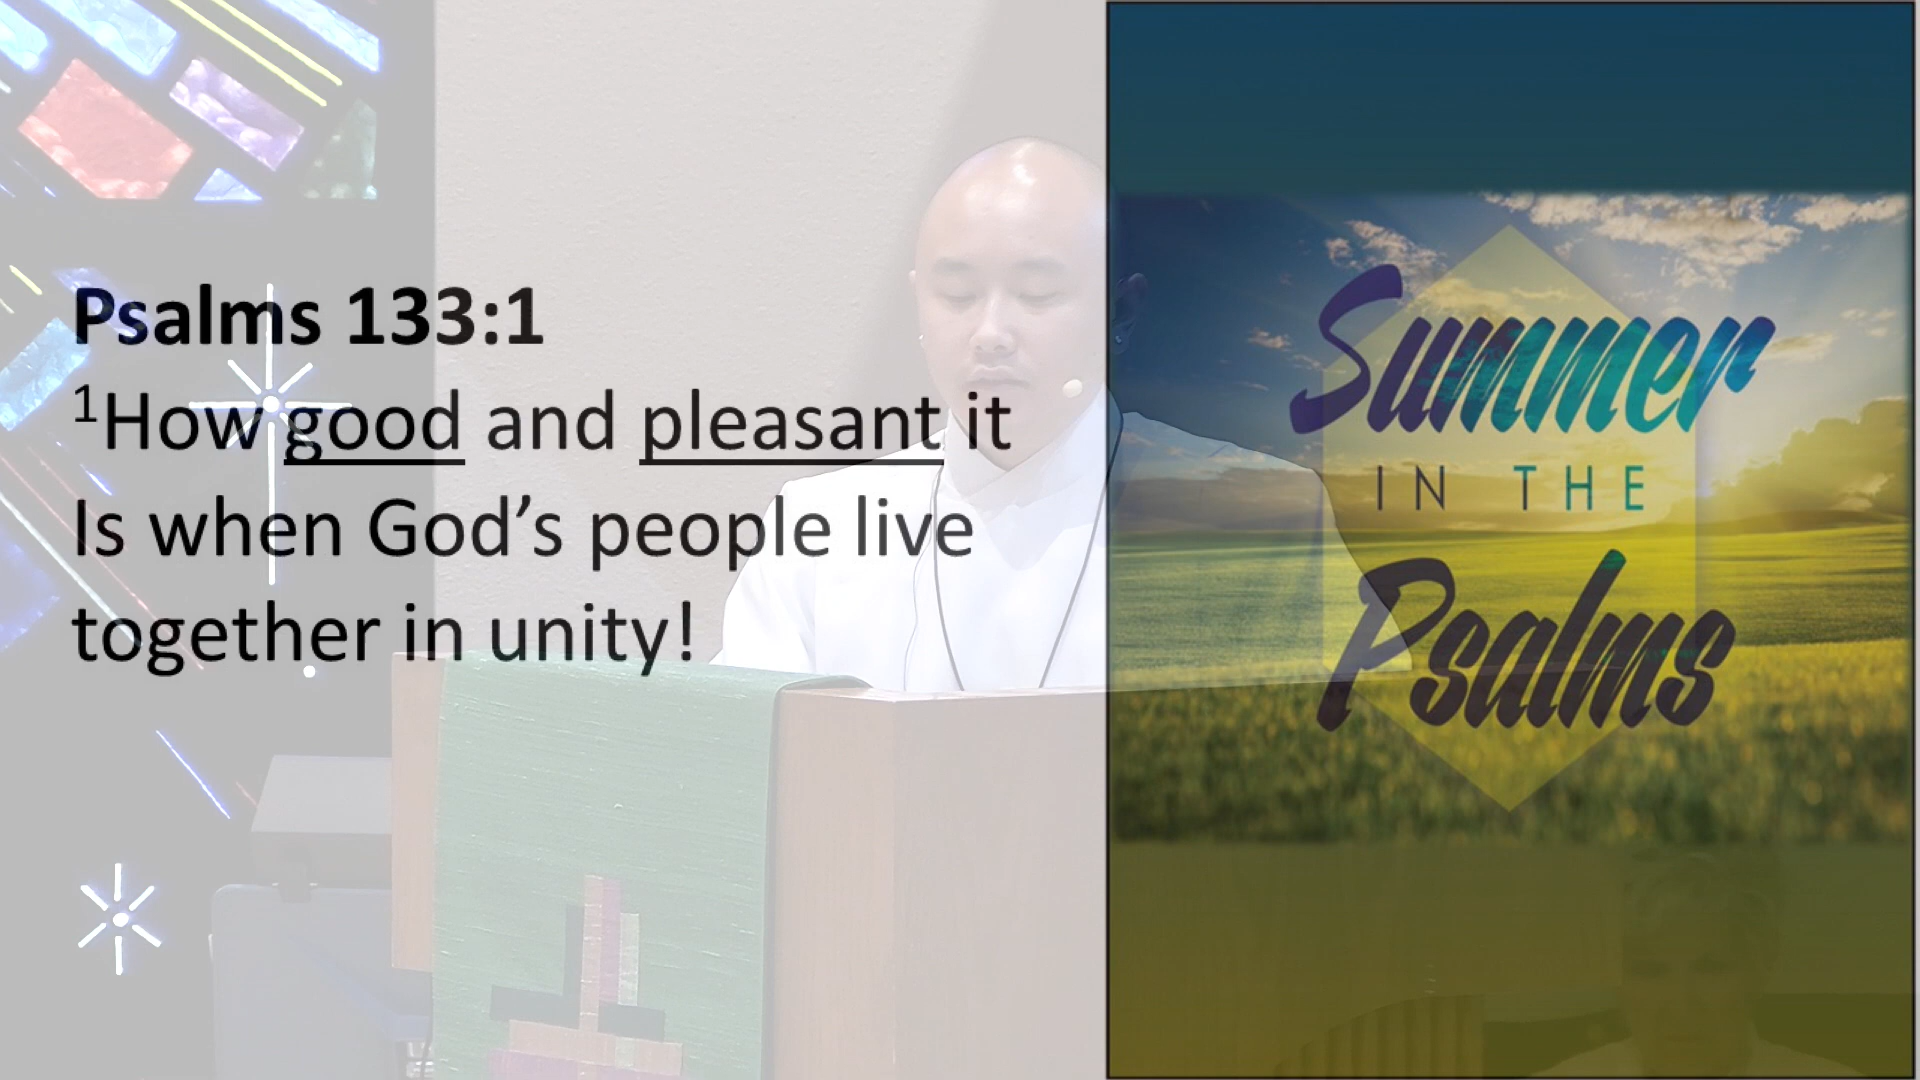 Psalms 133:1
¹How good and pleasant it
Is when God’s people live
together in unity!
Summer
IN THE
Psalms